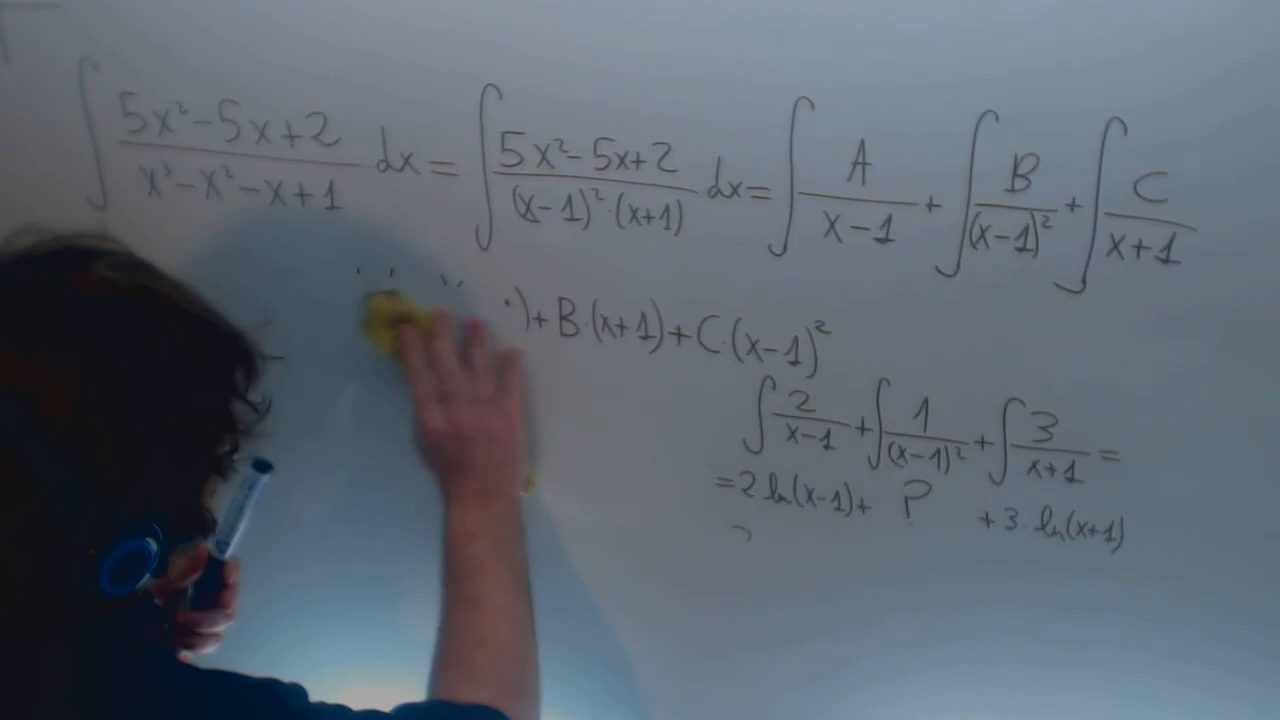 ∫ (5x²-5x+2)/(x³-x²-x+1) dx = ∫ (5x²-5x+2)/((x-1)²·(x+1)) dx = ∫ A/(x-1) + ∫ B/(x-1)² + ∫ C/(x+1)
)+B·(x+1)+C·(x-1)²
∫ 2/(x-1) + ∫ 1/(x-1)² + ∫ 3/(x+1) =
=2·ln(x-1)+ ? +3·ln(x+1)